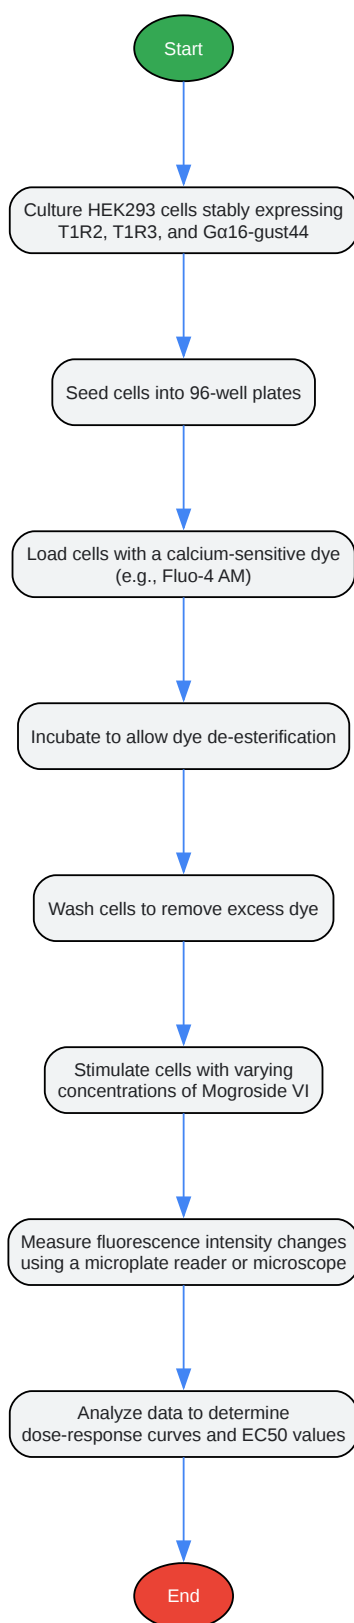 Start
Culture HEK293 cells stably expressing
T1R2, T1R3, and Gα16-gust44
Seed cells into 96-well plates
Load cells with a calcium-sensitive dye
(e.g., Fluo-4 AM)
Incubate to allow dye de-esterification
Wash cells to remove excess dye
Stimulate cells with varying
concentrations of Mogroside VI
Measure fluorescence intensity changes
using a microplate reader or microscope
Analyze data to determine
dose-response curves and EC50 values
End